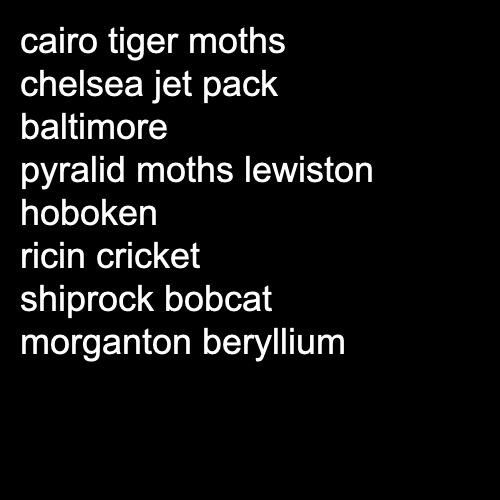 cairo tiger moths
chelsea jet pack
baltimore
pyralid moths lewiston
hoboken
ricin cricket
shiprock bobcat
morganton beryllium